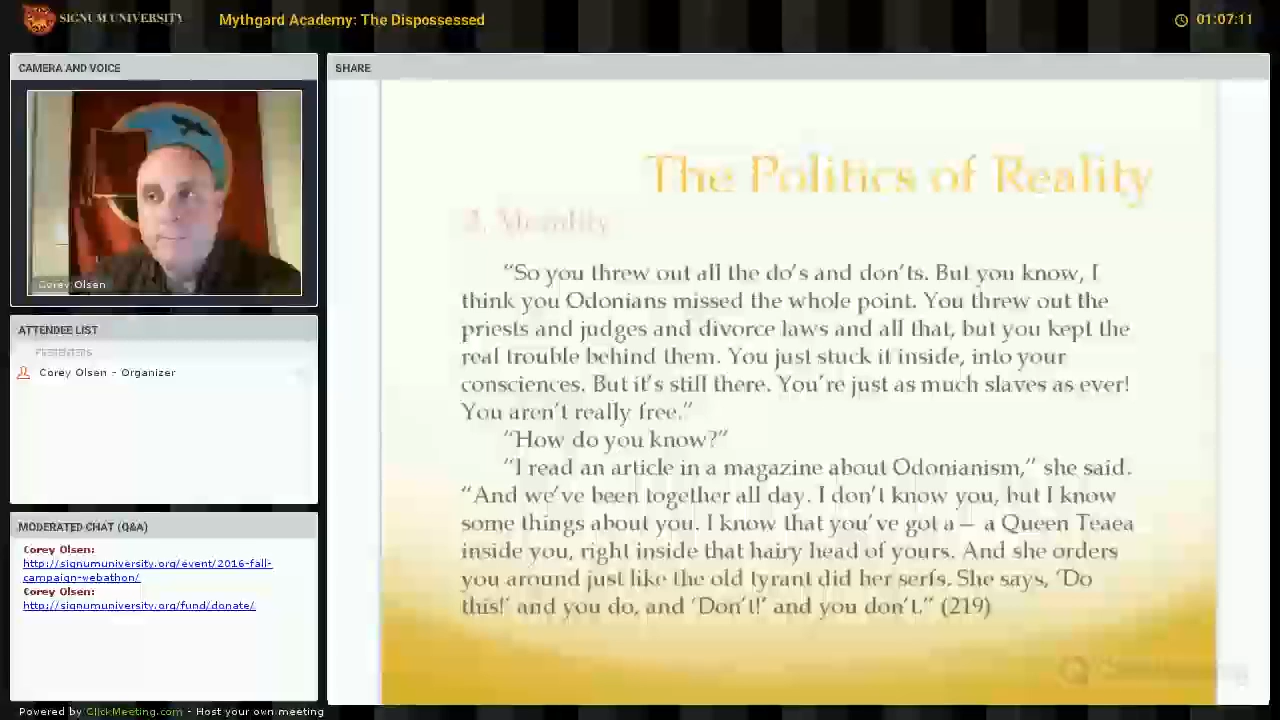 SIGNUM UNIVERSITY
Mythgard Academy: The Dispossessed
01:07:11
CAMERA AND VOICE
Corey Olsen
ATTENDEE LIST
PRESENTERS
Corey Olsen - Organizer
MODERATED CHAT (Q&A)
Corey Olsen:
http://signumuniversity.org/event/2016-fall-
campaign-webathon/
Corey Olsen:
http://signumuniversity.org/fund/donate/
SHARE
The Politics of Reality
2. Morality
“So you threw out all the do’s and don’ts. But you know, I
think you Odonians missed the whole point. You threw out the
priests and judges and divorce laws and all that, but you kept the
real trouble behind them. You just stuck it inside, into your
consciences. But it’s still there. You’re just as much slaves as ever!
You aren’t really free.”
“How do you know?”
“I read an article in a magazine about Odonianism,” she said.
“And we’ve been together all day. I don’t know you, but I know
some things about you. I know that you’ve got a – a Queen Teaea
inside you, right inside that hairy head of yours. And she orders
you around just like the old tyrant did her serfs. She says, ‘Do
this!’ and you do, and ‘Don’t!’ and you don’t.” (219)
Powered by ClickMeeting.com - Host your own meeting